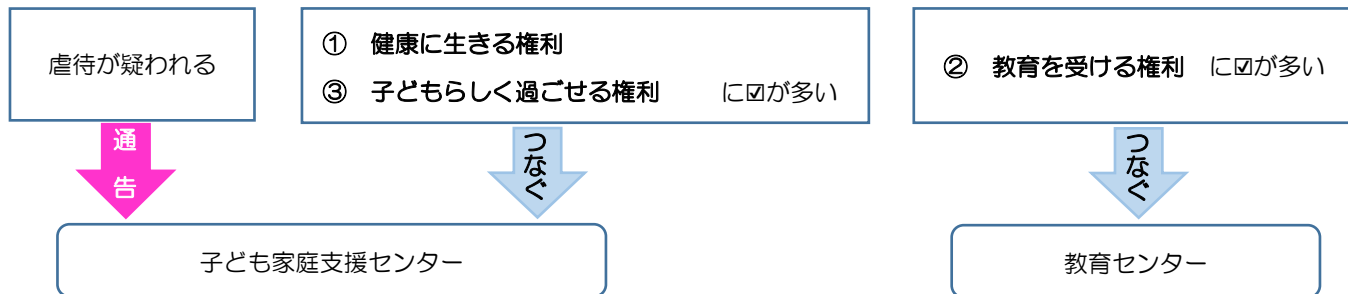 虐待が疑われる
① 健康に生きる権利
③ 子どもらしく過ごせる権利 に☑が多い
② 教育を受ける権利 に☑が多い
通告
つなぐ
つなぐ
子ども家庭支援センター
教育センター